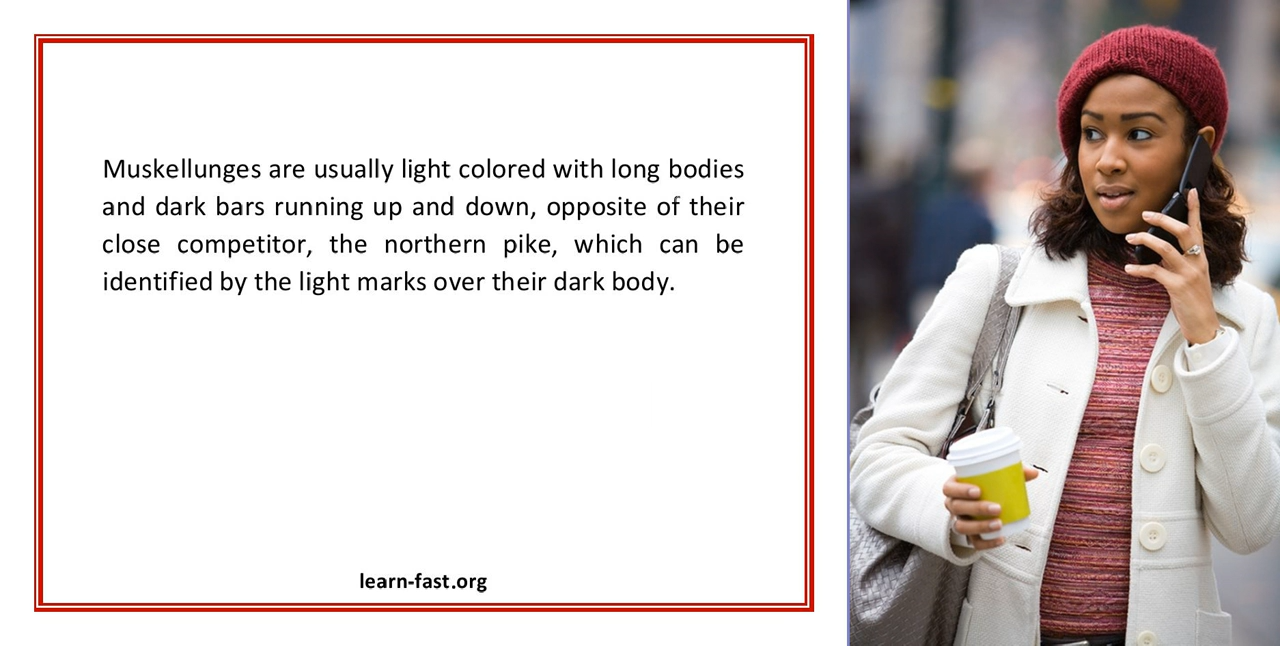 Muskellunges are usually light colored with long bodies
and dark bars running up and down, opposite of their
close competitor, the northern pike, which can be
identified by the light marks over their dark body.
learn-fast.org